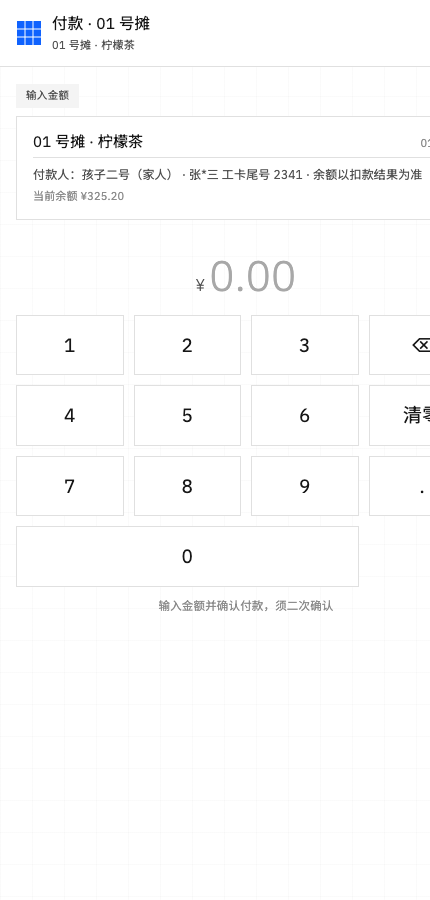 付款 · 01 号摊
01 号摊 · 柠檬茶
输入金额
01 号摊 · 柠檬茶
付款人：孩子二号（家人） · 张*三 工卡尾号 2341 · 余额以扣款结果为准
当前余额 ¥325.20
¥ 0.00
1 2 3
4 5 6 清
7 8 9 .
0
输入金额并确认付款，须二次确认